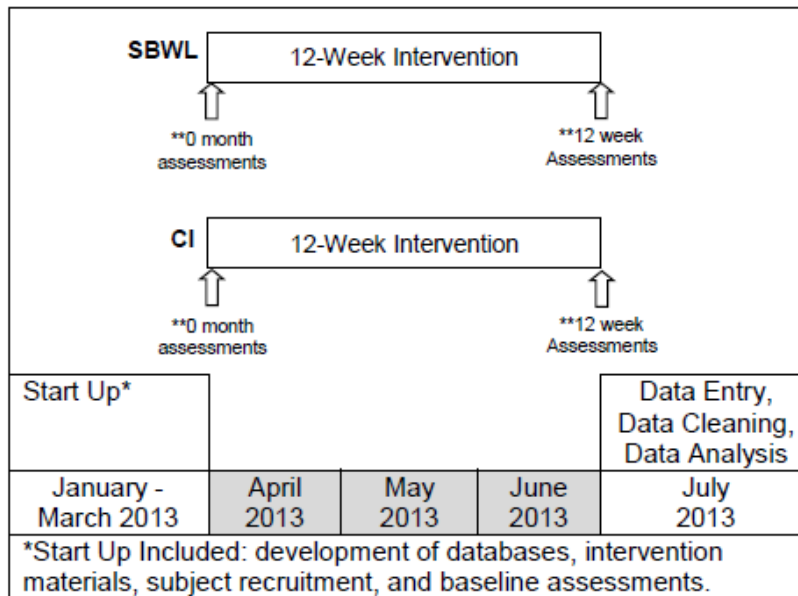 SBWL
12-Week Intervention
**0 month
assessments
**12 week
Assessments
CI
12-Week Intervention
**0 month
assessments
**12 week
Assessments
Start Up*
Data Entry,
Data Cleaning,
Data Analysis
January -
March 2013
April
2013
May
2013
June
2013
July
2013
*Start Up Included: development of databases, intervention
materials, subject recruitment, and baseline assessments.